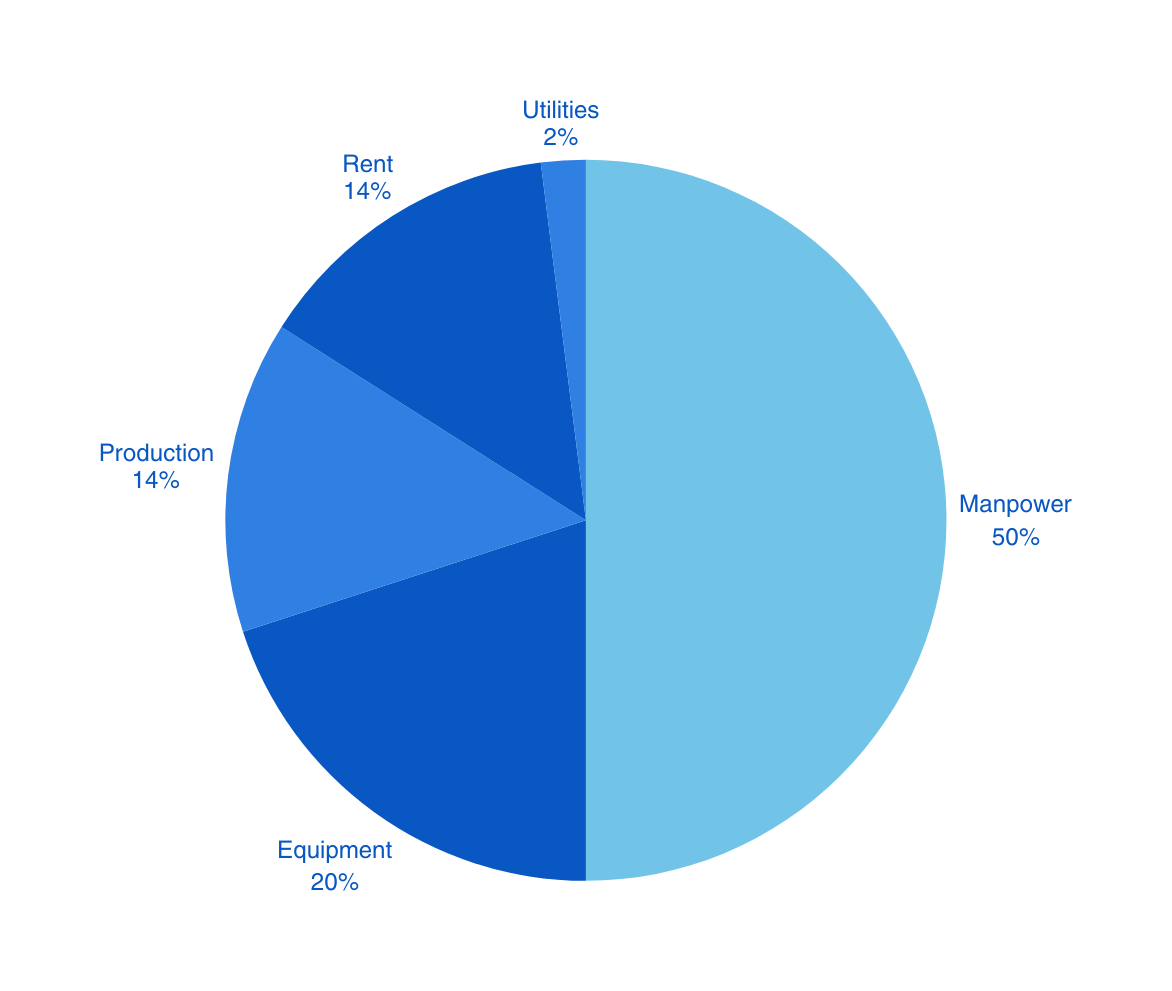 Utilities
2%
Rent
14%
Production
14%
Manpower
50%
Equipment
20%